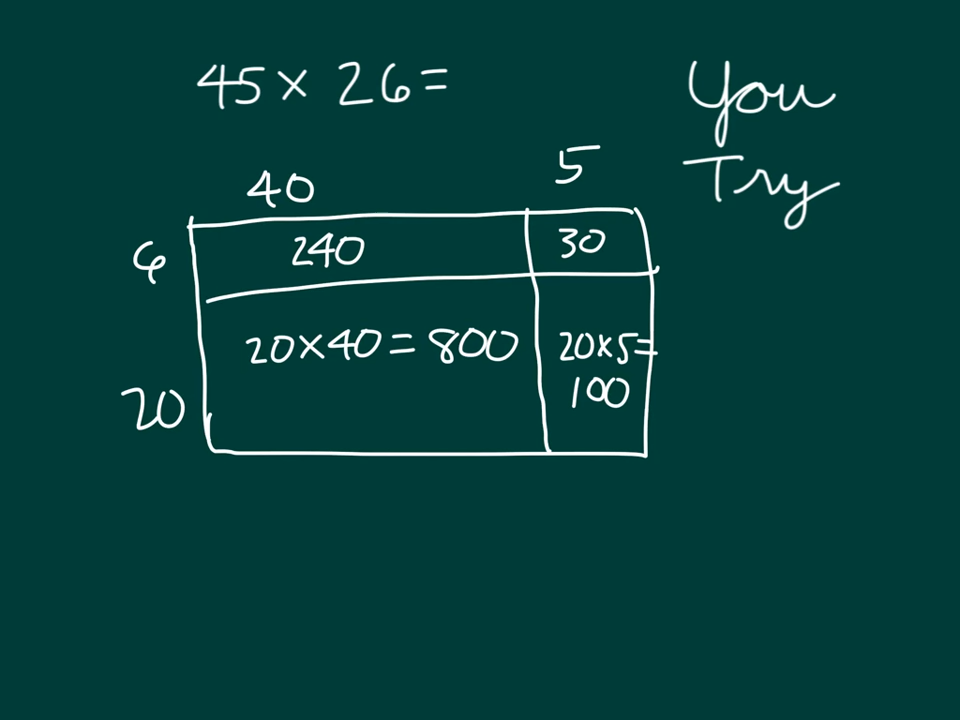 45 × 26 =
You
Try
40 5
6 240 30
20 × 40 = 800 20 × 5 =
100
20